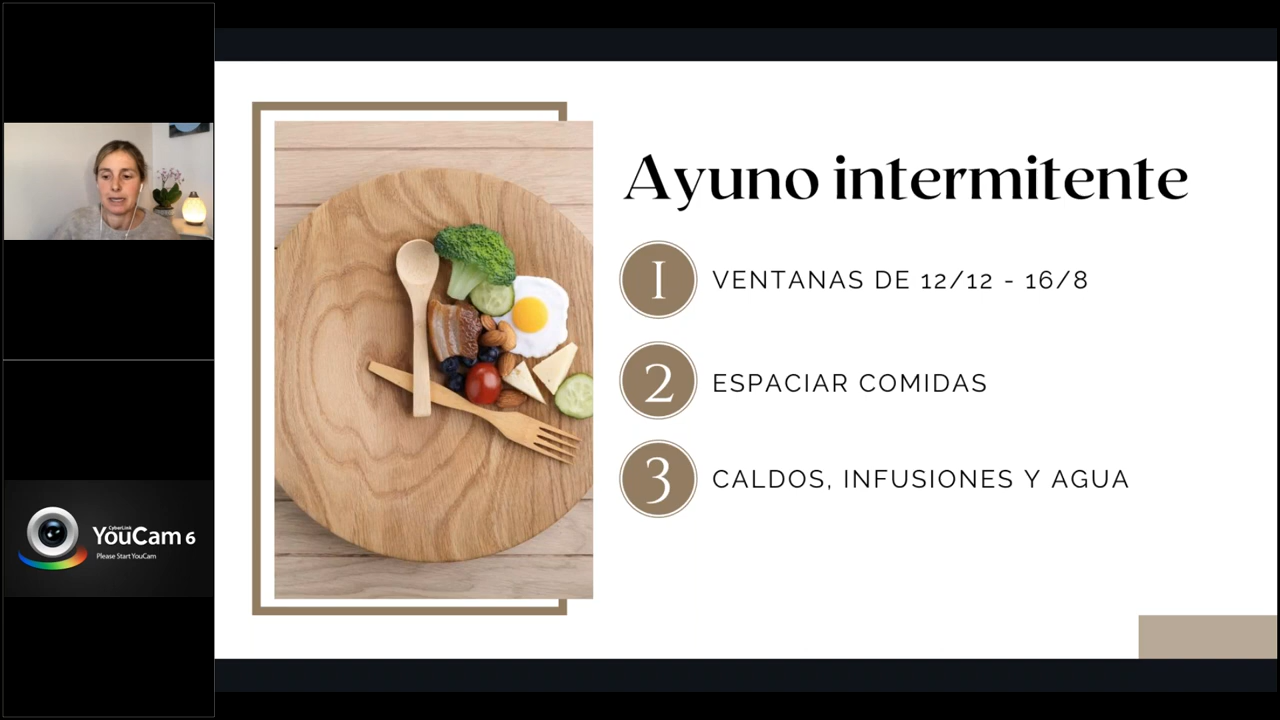 Ayuno intermitente
1 VENTANAS DE 12/12 - 16/8
2 ESPACIAR COMIDAS
3 CALDOS, INFUSIONES Y AGUA
CyberLink
YouCam 6
Please Start YouCam